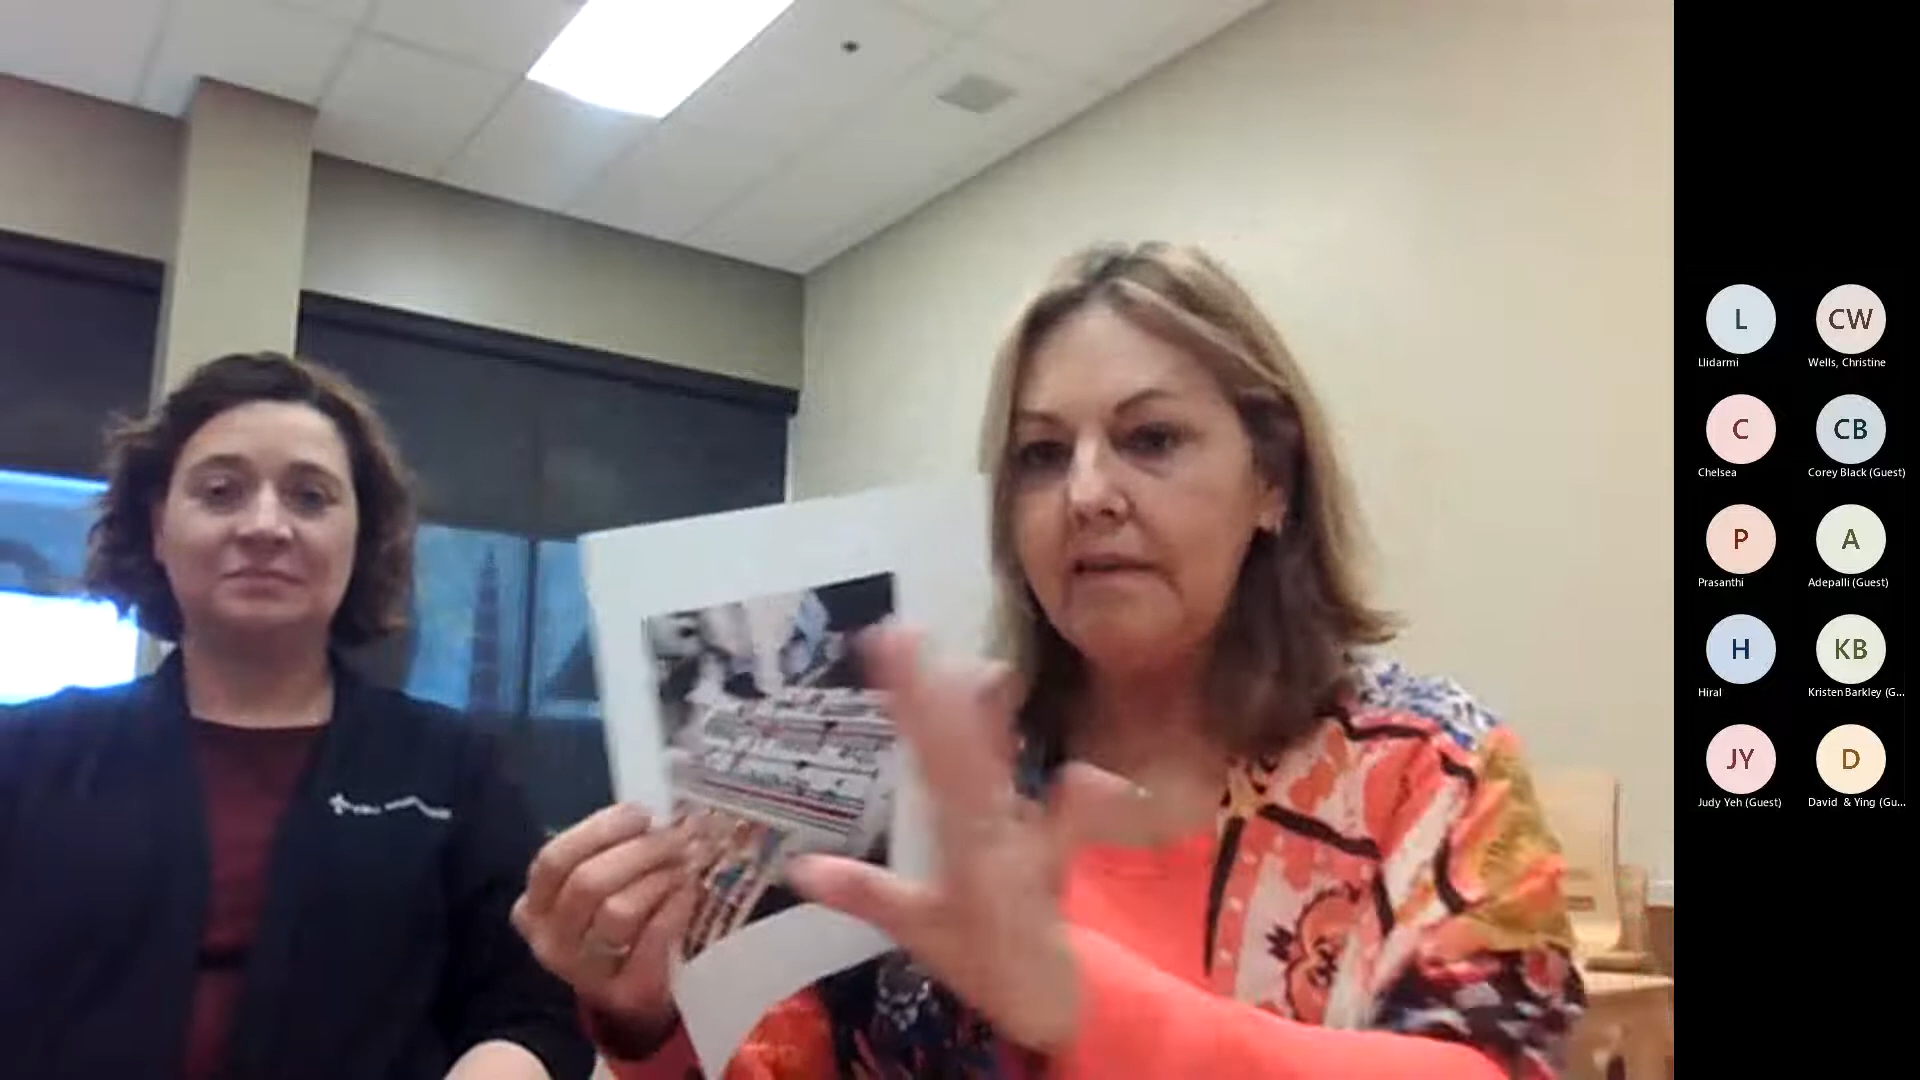 L
CW
Llidarmi
Wells, Christine
C
CB
Chelsea
Corey Black (Guest)
P
A
Prasanthi
Adepalli (Guest)
H
KB
Hiral
Kristen Barkley (G...
JY
D
Judy Yeh (Guest)
David & Ying (Gu...